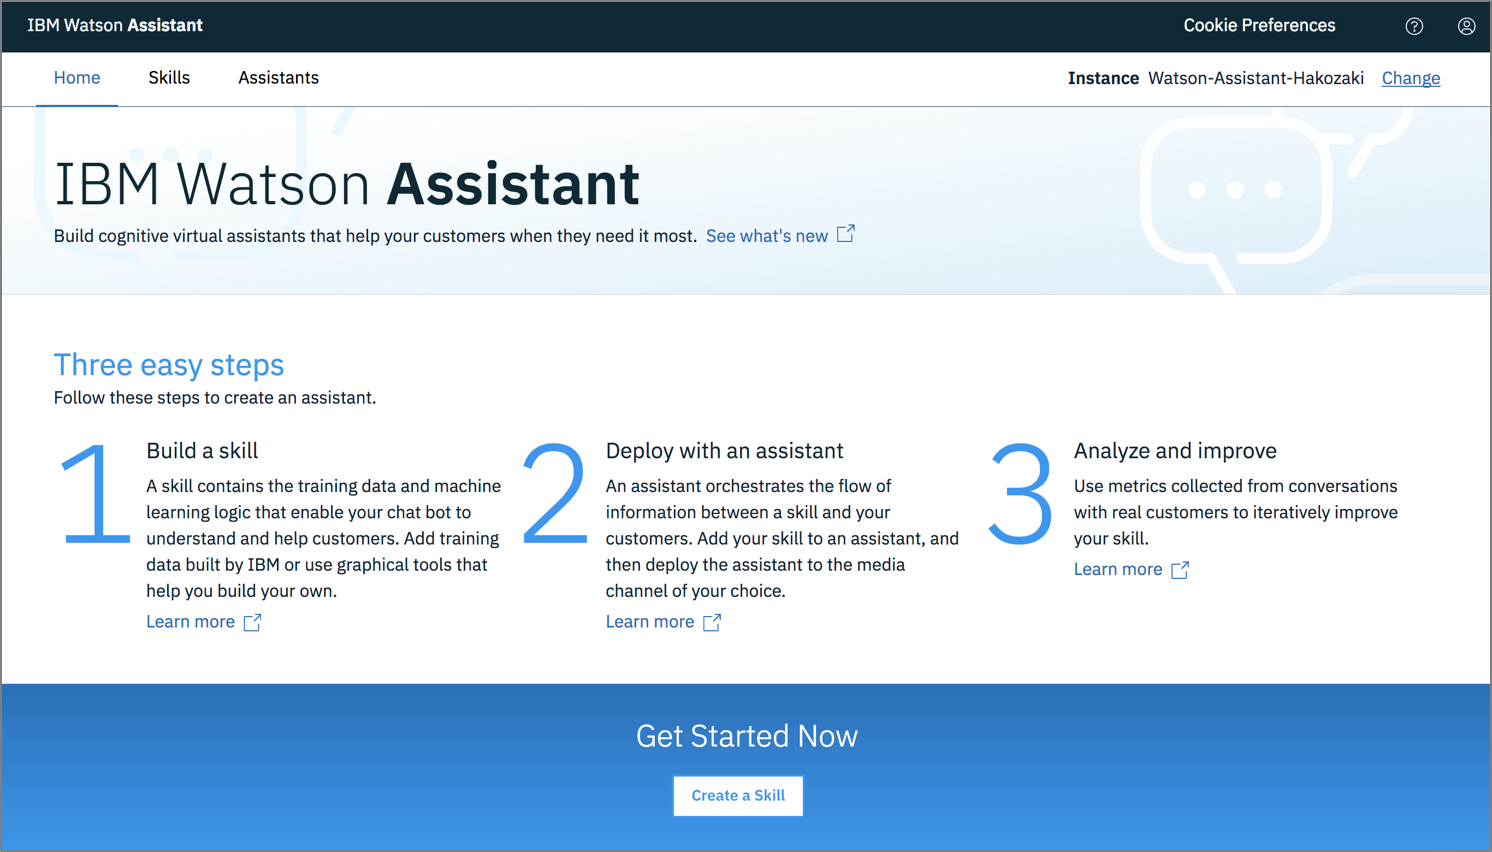 IBM Watson Assistant
Cookie Preferences
Home
Skills
Assistants
Instance Watson-Assistant-Hakozaki Change
IBM Watson Assistant
Build cognitive virtual assistants that help your customers when they need it most. See what's new
Three easy steps
Follow these steps to create an assistant.
1
Build a skill
A skill contains the training data and machine
learning logic that enable your chat bot to
understand and help customers. Add training
data built by IBM or use graphical tools that
help you build your own.
Learn more
2
Deploy with an assistant
An assistant orchestrates the flow of
information between a skill and your
customers. Add your skill to an assistant, and
then deploy the assistant to the media
channel of your choice.
Learn more
3
Analyze and improve
Use metrics collected from conversations
with real customers to iteratively improve
your skill.
Learn more
Get Started Now
Create a Skill